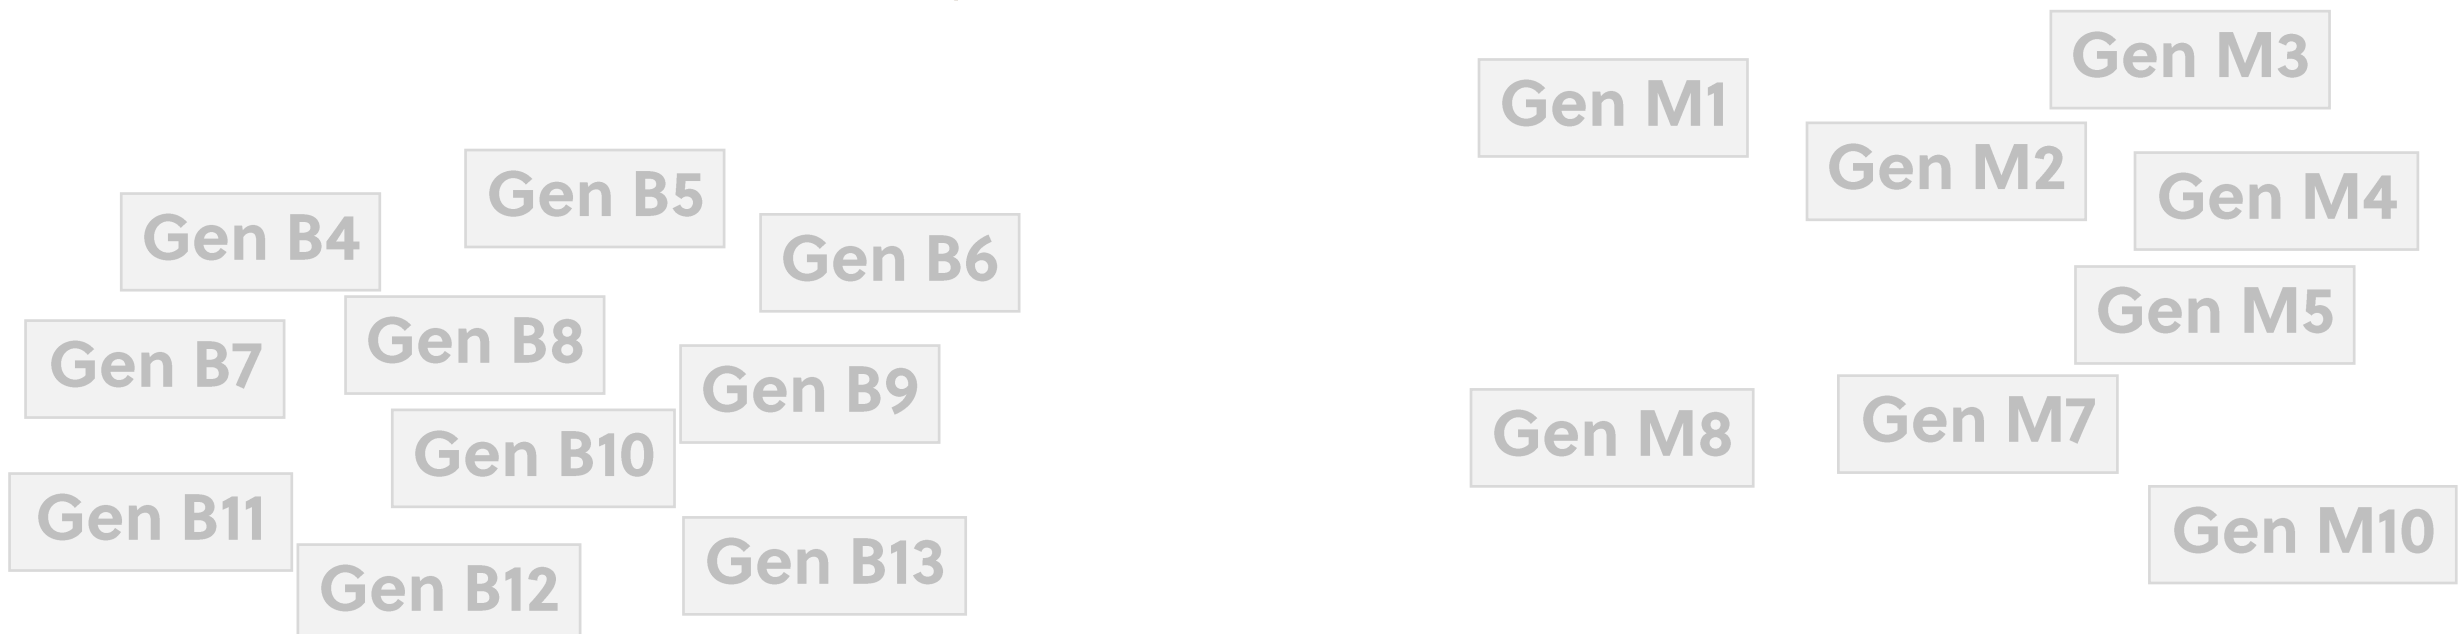 Gen B4
Gen B5
Gen B6
Gen B7
Gen B8
Gen B9
Gen B10
Gen B11
Gen B12
Gen B13
Gen M1
Gen M3
Gen M2
Gen M4
Gen M5
Gen M8
Gen M7
Gen M10